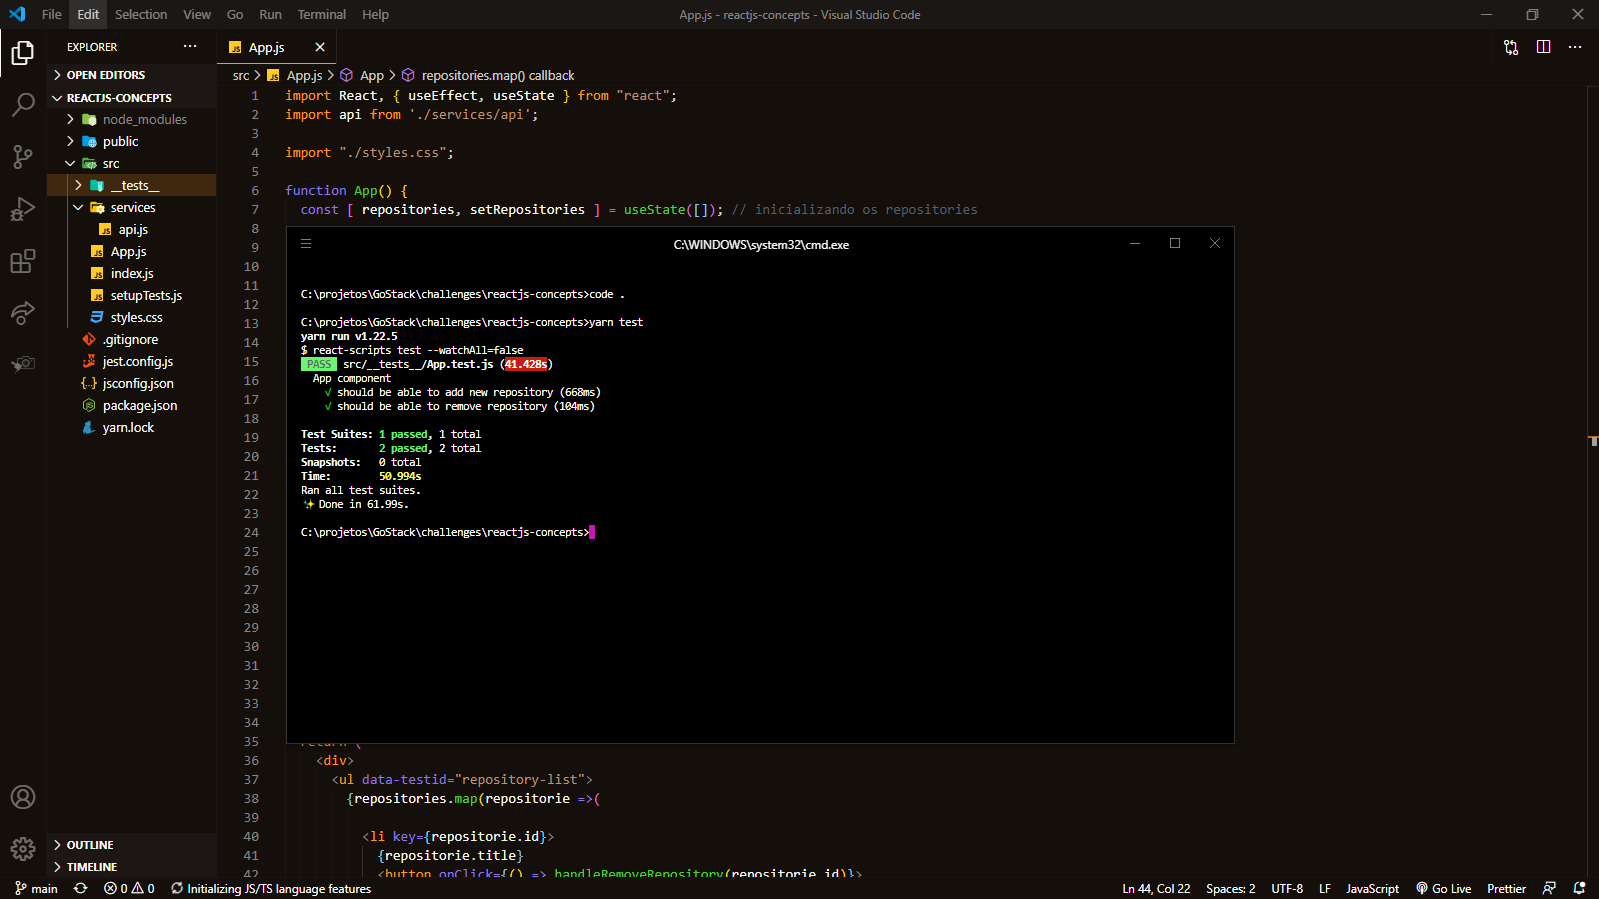 File Edit Selection View Go Run Terminal Help
App.js - reactjs-concepts - Visual Studio Code
EXPLORER
OPEN EDITORS
REACTJS-CONCEPTS
node_modules
public
src
__tests__
services
api.js
App.js
index.js
setupTests.js
styles.css
.gitignore
jest.config.js
jsconfig.json
package.json
yarn.lock
OUTLINE
TIMELINE
App.js
src > App.js > App > repositories.map() callback
1 import React, { useEffect, useState } from "react";
2 import api from './services/api';
3
4 import "./styles.css";
5
6 function App() {
7 const [ repositories, setRepositories ] = useState([]); // inicializando os repositories
8
9
10
11
12
13
14
15
16
17
18
19
20
21
22
23
24
25
26
27
28
29
30
31
32
33
34
35 return (
36 <div>
37 <ul data-testid="repository-list">
38 {repositories.map(repositorie =>(
39
40 <li key={repositorie.id}>
41 {repositorie.title}
42 <button onClick={() => handleRemoveRepository(repositorie.id)}>
C:\WINDOWS\system32\cmd.exe
C:\projetos\GoStack\challenges\reactjs-concepts>code .
C:\projetos\GoStack\challenges\reactjs-concepts>yarn test
yarn run v1.22.5
$ react-scripts test --watchAll=false
PASS src/__tests__/App.test.js (41.428s)
App component
√ should be able to add new repository (668ms)
√ should be able to remove repository (104ms)
Test Suites: 1 passed, 1 total
Tests: 2 passed, 2 total
Snapshots: 0 total
Time: 50.994s
Ran all test suites.
✨ Done in 61.99s.
C:\projetos\GoStack\challenges\reactjs-concepts>
main 0 0 Initializing JS/TS language features
Ln 44, Col 22 Spaces: 2 UTF-8 LF JavaScript Go Live Prettier